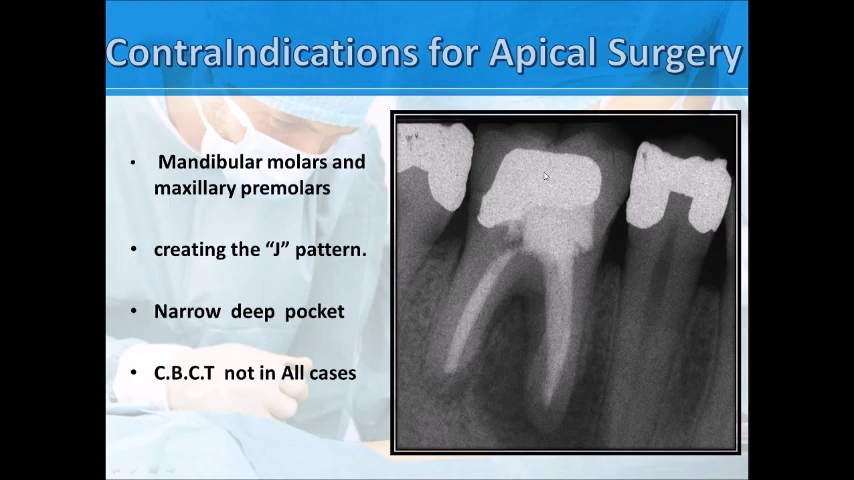 ContraIndications for Apical Surgery
• Mandibular molars and
maxillary premolars
• creating the “J” pattern.
• Narrow deep pocket
• C.B.C.T not in All cases